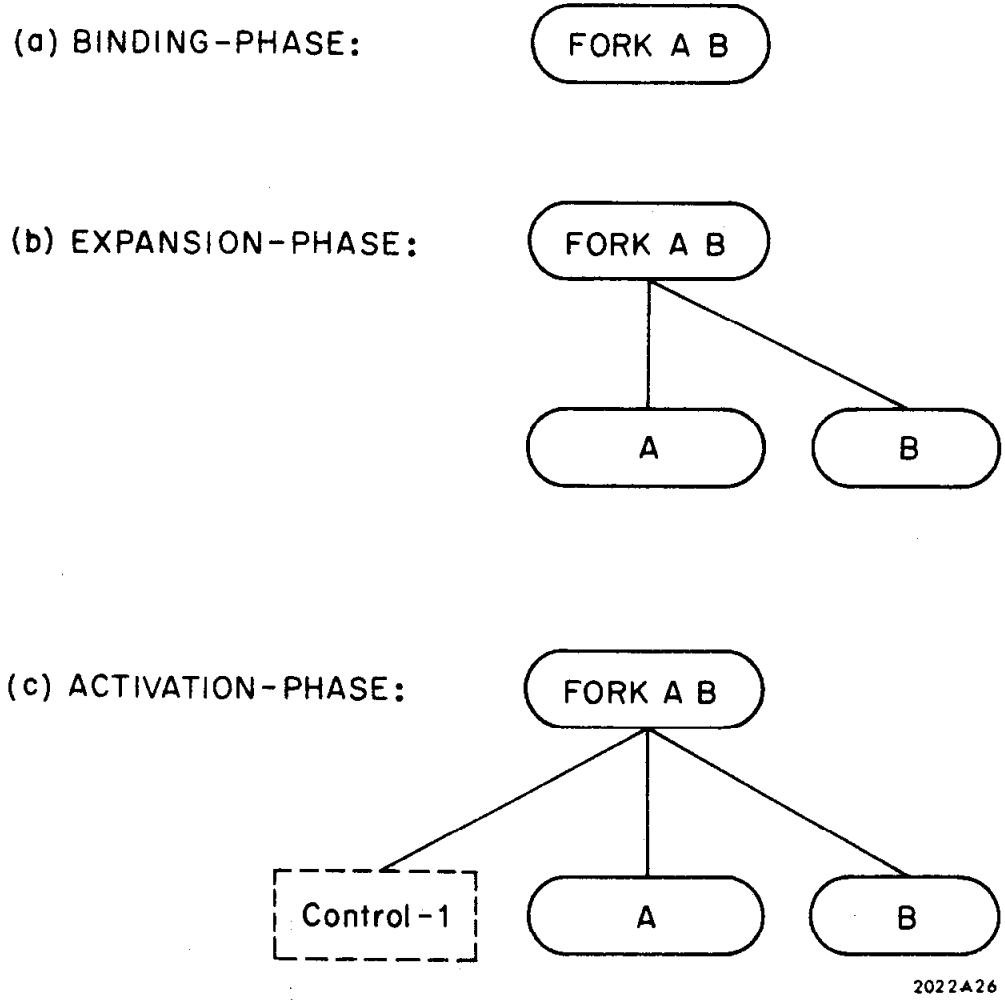 (a) BINDING-PHASE: FORK A B
(b) EXPANSION-PHASE: FORK A B
A B
(c) ACTIVATION-PHASE: FORK A B
Control-1 A B
2022A26